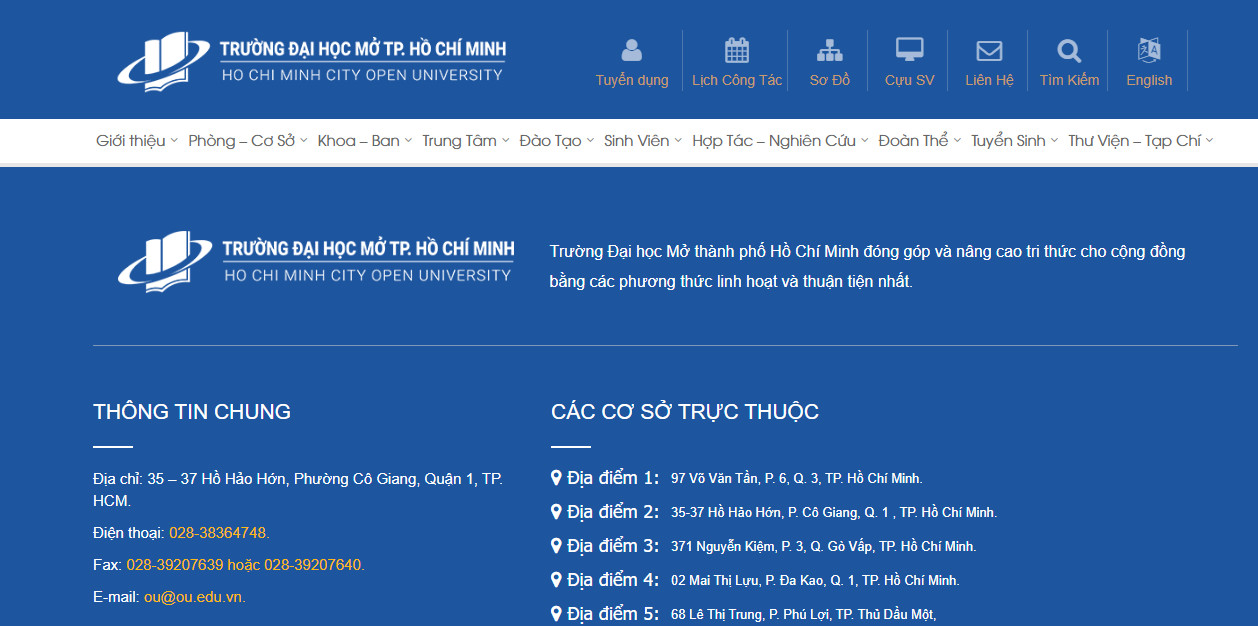 TRƯỜNG ĐẠI HỌC MỞ TP. HỒ CHÍ MINH
HO CHI MINH CITY OPEN UNIVERSITY
Tuyển dụng Lịch Công Tác Sơ Đồ Cựu SV Liên Hệ Tìm Kiếm English
Giới thiệu Phòng – Cơ Sở Khoa – Ban Trung Tâm Đào Tạo Sinh Viên Hợp Tác – Nghiên Cứu Đoàn Thể Tuyển Sinh Thư Viện – Tạp Chí
TRƯỜNG ĐẠI HỌC MỞ TP. HỒ CHÍ MINH
HO CHI MINH CITY OPEN UNIVERSITY
Trường Đại học Mở thành phố Hồ Chí Minh đóng góp và nâng cao tri thức cho cộng đồng
bằng các phương thức linh hoạt và thuận tiện nhất.
THÔNG TIN CHUNG
Địa chỉ: 35 – 37 Hồ Hảo Hớn, Phường Cô Giang, Quận 1, TP.
HCM.
Điện thoại: 028-38364748.
Fax: 028-39207639 hoặc 028-39207640.
E-mail: ou@ou.edu.vn.
CÁC CƠ SỞ TRỰC THUỘC
Địa điểm 1: 97 Võ Văn Tần, P. 6, Q. 3, TP. Hồ Chí Minh.
Địa điểm 2: 35-37 Hồ Hảo Hớn, P. Cô Giang, Q. 1 , TP. Hồ Chí Minh.
Địa điểm 3: 371 Nguyễn Kiệm, P. 3, Q. Gò Vấp, TP. Hồ Chí Minh.
Địa điểm 4: 02 Mai Thị Lựu, P. Đa Kao, Q. 1, TP. Hồ Chí Minh.
Địa điểm 5: 68 Lê Thị Trung, P. Phú Lợi, TP. Thủ Dầu Một,